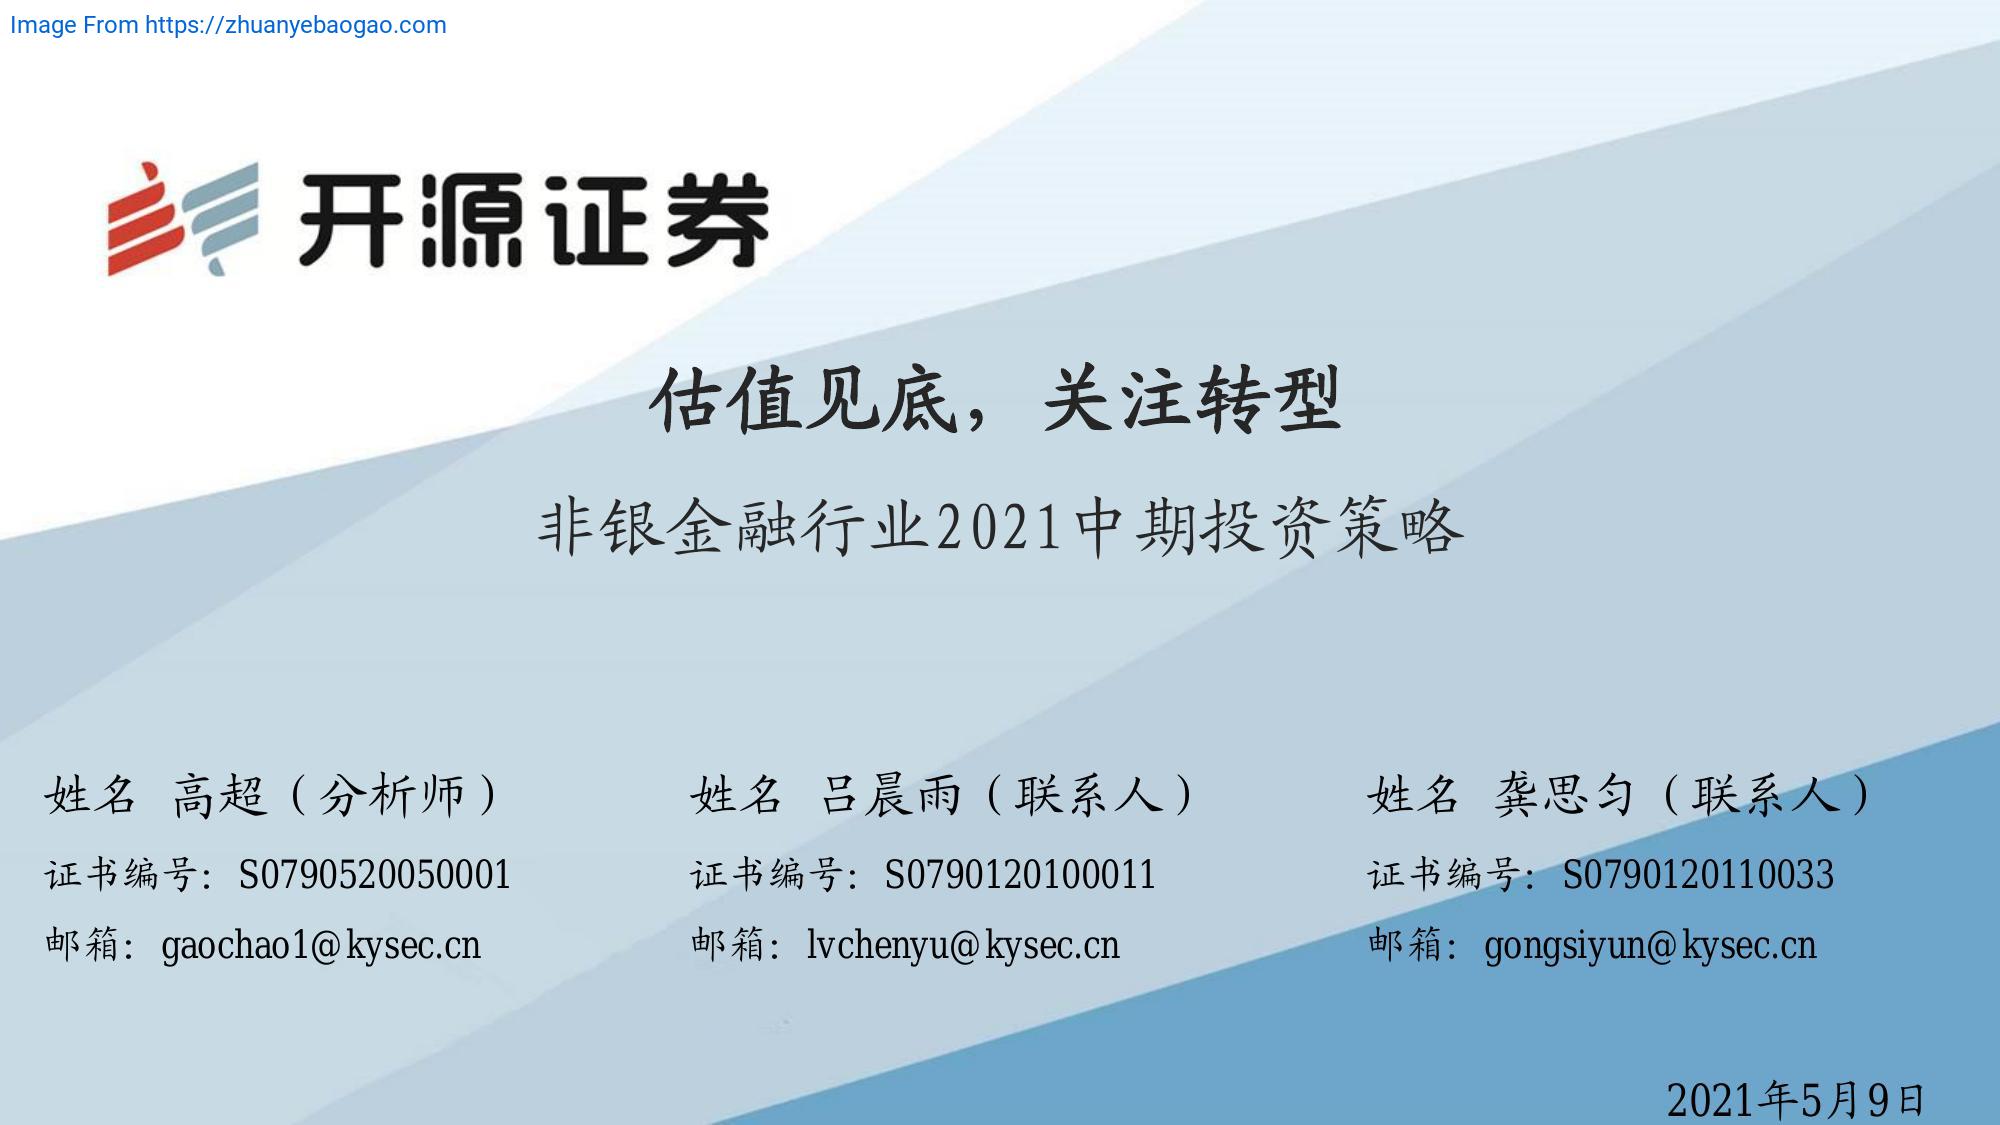 Image From https://zhuanyebaogao.com
开源证券
估值见底，关注转型
非银金融行业2021中期投资策略
姓名 高超（分析师）
证书编号：S0790520050001
邮箱：gaochao1@kysec.cn
姓名 吕晨雨（联系人）
证书编号：S0790120100011
邮箱：lvchenyu@kysec.cn
姓名 龚思匀（联系人）
证书编号：S0790120110033
邮箱：gongsiyun@kysec.cn
2021年5月9日